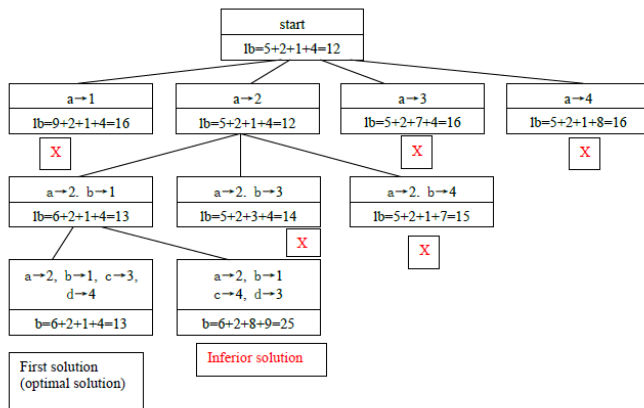 start
lb=5+2+1+4=12
a→1
lb=9+2+1+4=16
a→2
lb=5+2+1+4=12
a→3
lb=5+2+7+4=16
a→4
lb=5+2+1+8=16
X
X
X
a→2. b→1
lb=6+2+1+4=13
a→2. b→3
lb=5+2+3+4=14
a→2. b→4
lb=5+2+1+7=15
X
X
a→2, b→1, c→3,
d→4
b=6+2+1+4=13
a→2, b→1
c→4, d→3
b=6+2+8+9=25
First solution
(optimal solution)
Inferior solution